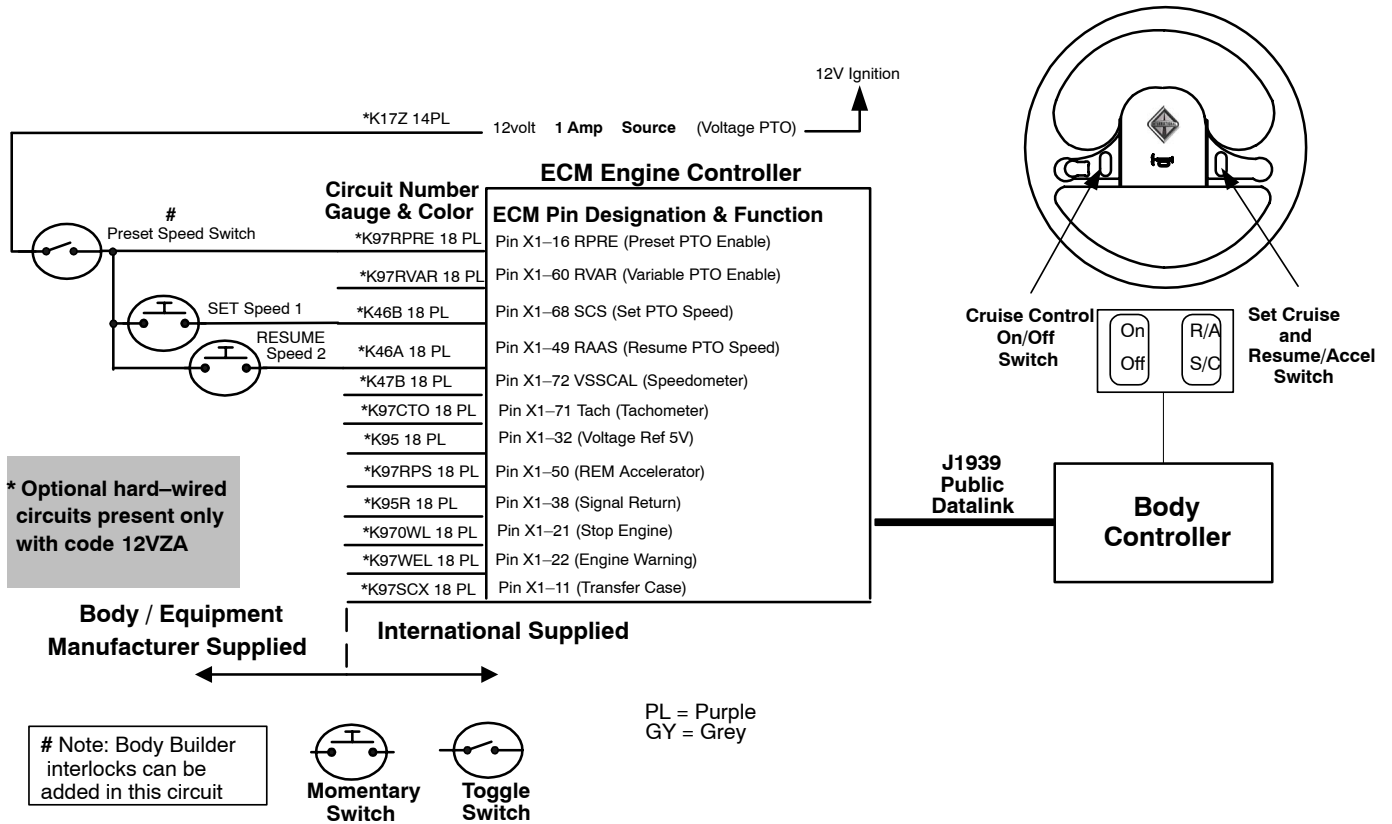 12V Ignition
*K17Z 14PL
12volt 1 Amp Source (Voltage PTO)
ECM Engine Controller
Circuit Number
Gauge & Color
ECM Pin Designation & Function
#
Preset Speed Switch
*K97RPRE 18 PL
Pin X1–16 RPRE (Preset PTO Enable)
*K97RVAR 18 PL
Pin X1–60 RVAR (Variable PTO Enable)
SET Speed 1
*K46B 18 PL
Pin X1–68 SCS (Set PTO Speed)
RESUME
Speed 2
*K46A 18 PL
Pin X1–49 RAAS (Resume PTO Speed)
*K47B 18 PL
Pin X1–72 VSSCAL (Speedometer)
*K97CTO 18 PL
Pin X1–71 Tach (Tachometer)
*K95 18 PL
Pin X1–32 (Voltage Ref 5V)
*K97RPS 18 PL
Pin X1–50 (REM Accelerator)
*K95R 18 PL
Pin X1–38 (Signal Return)
*K970WL 18 PL
Pin X1–21 (Stop Engine)
*K97WEL 18 PL
Pin X1–22 (Engine Warning)
*K97SCX 18 PL
Pin X1–11 (Transfer Case)
Cruise Control
On/Off
Switch
On
Off
R/A
S/C
Set Cruise
and
Resume/Accel
Switch
J1939
Public
Datalink
Body
Controller
* Optional hard–wired
circuits present only
with code 12VZA
Body / Equipment
Manufacturer Supplied
International Supplied
PL = Purple
GY = Grey
# Note: Body Builder
interlocks can be
added in this circuit
Momentary
Switch
Toggle
Switch